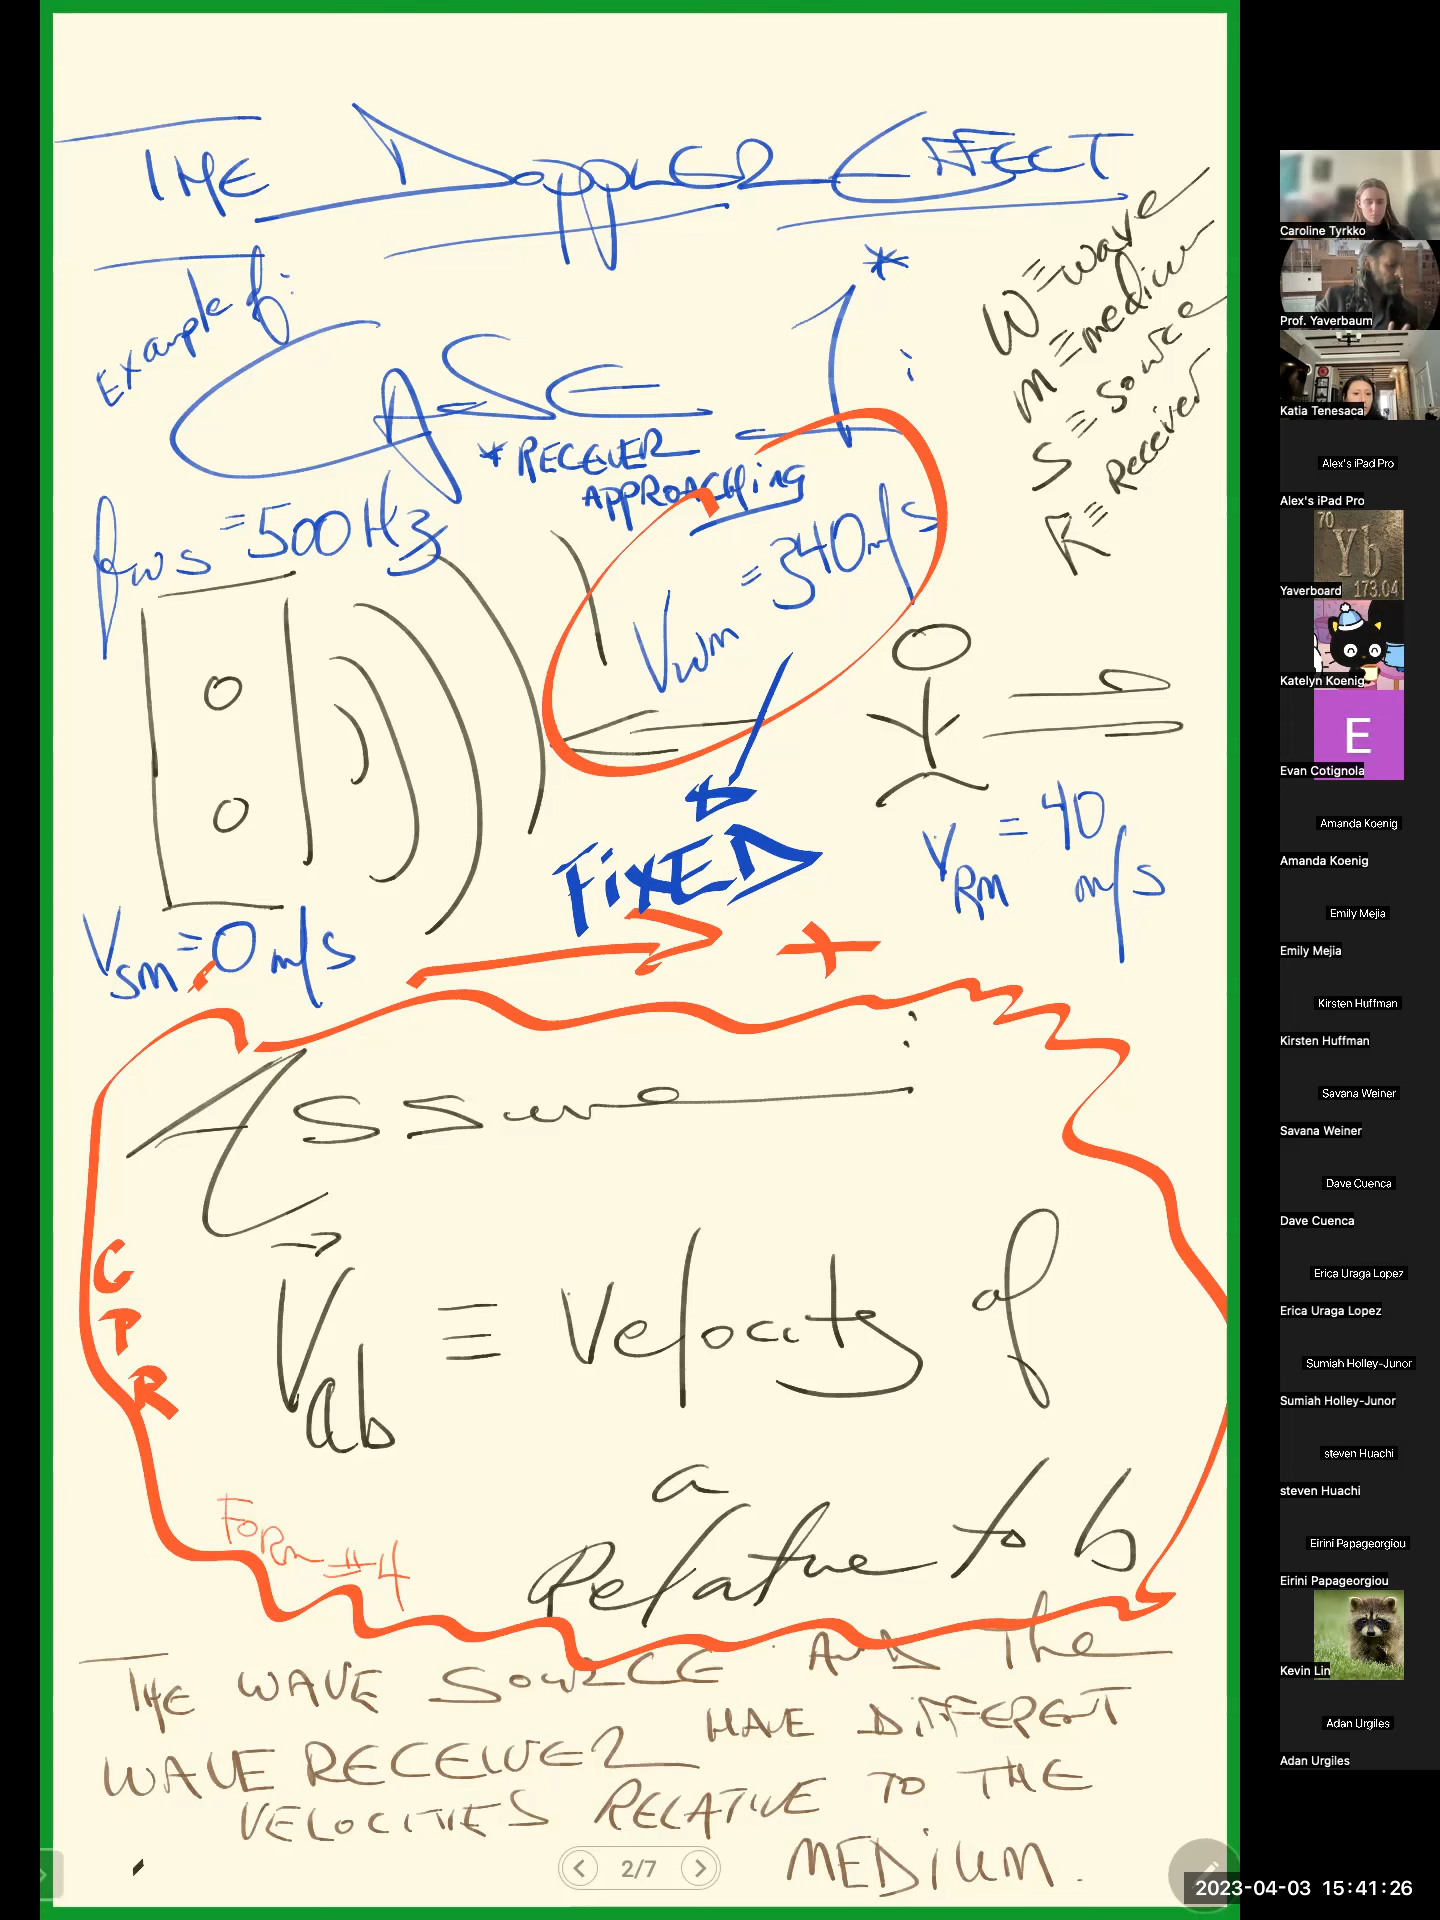 THE DOPPLER EFFECT
Example of:
CASE 1*:
* RECEIVER
APPROACHING
W ≡ wave
M ≡ medium
S ≡ source
R ≡ Receiver
fws = 500 Hz
Vwm = 340 m/s
FIXED
VRM = 40 m/s
VSM = 0 m/s
+
Assume:
Vab ≡ Velocity of
a
Relative to b
CPR
FORM #4
THE WAVE SOURCE AND The
WAVE RECEIVER HAVE DIFFERENT
VELOCITIES RELATIVE TO THE
MEDIUM.
2/7
Caroline Tyrkko
Prof. Yaverbaum
Katia Tenesaca
Alex's iPad Pro
Alex's iPad Pro
70
Yb
173.04
Yaverboard
Katelyn Koenig
E
Evan Cotignola
Amanda Koenig
Amanda Koenig
Emily Mejia
Emily Mejia
Kirsten Huffman
Kirsten Huffman
Savana Weiner
Savana Weiner
Dave Cuenca
Dave Cuenca
Erica Uraga Lopez
Erica Uraga Lopez
Sumiah Holley-Junor
Sumiah Holley-Junor
steven Huachi
steven Huachi
Eirini Papageorgiou
Eirini Papageorgiou
Kevin Lin
Adan Urgiles
Adan Urgiles
2023-04-03 15:41:26